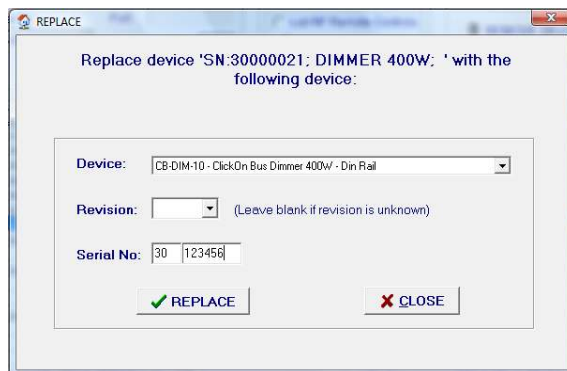 REPLACE
Replace device 'SN:30000021; DIMMER 400W; ' with the
following device:
Device: CB-DIM-10 - ClickOn Bus Dimmer 400W - Din Rail
Revision: (Leave blank if revision is unknown)
Serial No: 30 123456
REPLACE CLOSE